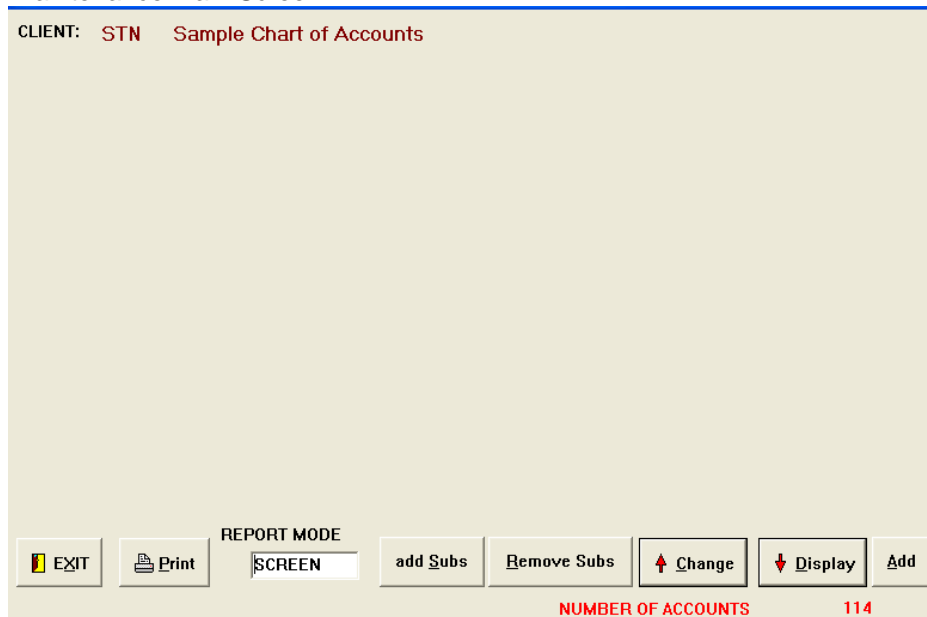 CLIENT: STN Sample Chart of Accounts
REPORT MODE
EXIT Print SCREEN add Subs Remove Subs Change Display Add
NUMBER OF ACCOUNTS 114